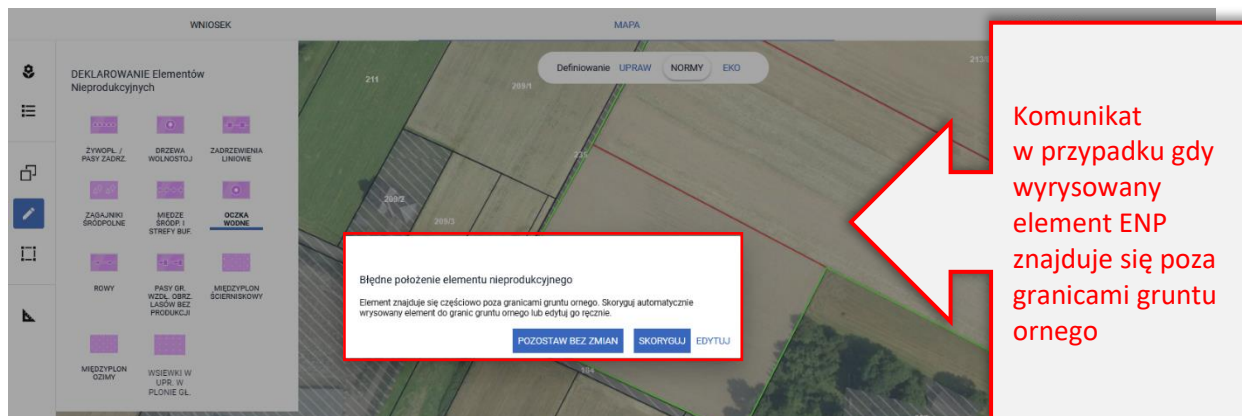 WNIOSEK
MAPA
DEKLAROWANIE Elementów
Nieprodukcyjnych
ŻYWOPŁ. /
PASY ZADRZ.
DRZEWA
WOLNOSTOJ
ZADRZEWIENIA
LINIOWE
ZAGAJNIKI
ŚRÓDPOLNE
MIĘDZE
ŚRÓDP. I
STREFY BUF.
OCZKA
WODNE
ROWY
PASY GR.
WZDŁ. OBRZ.
LASÓW BEZ
PRODUKCJI
MIĘDZYPLON
ŚCIERNISKOWY
MIĘDZYPLON
OZIMY
WSIEWKI W
UPR. W
PLONIE GŁ.
Definiowanie UPRAW NORMY EKO
211
209/1
209/2
209/3
194
Błędne położenie elementu nieprodukcyjnego
Element znajduje się częściowo poza granicami gruntu ornego. Skoryguj automatycznie
wrysowany element do granic gruntu ornego lub edytuj go ręcznie.
POZOSTAW BEZ ZMIAN SKORYGUJ EDYTUJ
Komunikat
w przypadku gdy
wyrysowany
element ENP
znajduje się poza
granicami gruntu
ornego